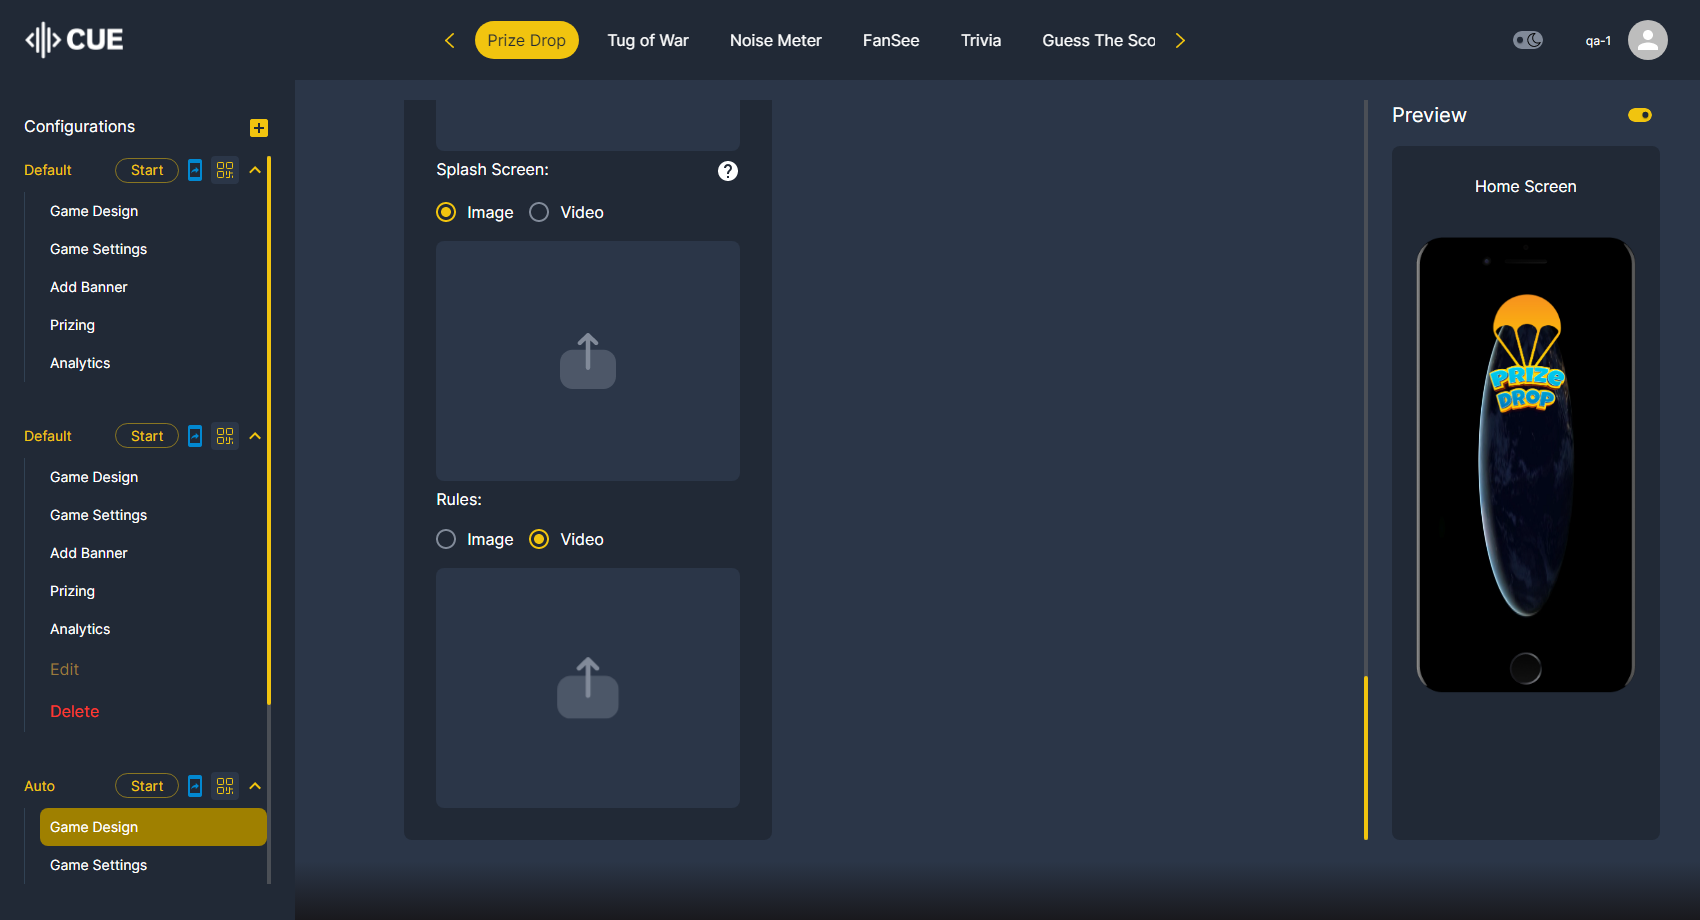 CUE
Prize Drop
Tug of War
Noise Meter
FanSee
Trivia
Guess The Sco
qa-1
Configurations
Default
Start
Game Design
Game Settings
Add Banner
Prizing
Analytics
Default
Start
Game Design
Game Settings
Add Banner
Prizing
Analytics
Edit
Delete
Auto
Start
Game Design
Game Settings
Splash Screen:
?
Image
Video
Rules:
Image
Video
Preview
Home Screen
PRIZE
DROP